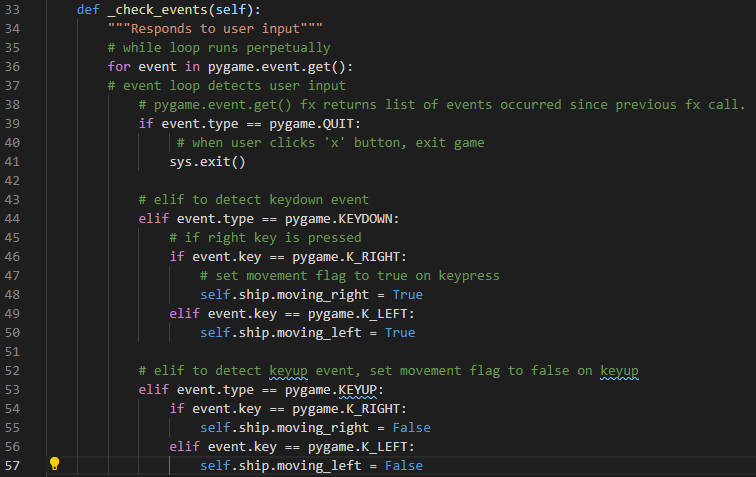 33 def _check_events(self):
34 """Responds to user input"""
35 # while loop runs perpetually
36 for event in pygame.event.get():
37 # event loop detects user input
38 # pygame.event.get() fx returns list of events occurred since previous fx call.
39 if event.type == pygame.QUIT:
40 # when user clicks 'x' button, exit game
41 sys.exit()
42
43 # elif to detect keydown event
44 elif event.type == pygame.KEYDOWN:
45 # if right key is pressed
46 if event.key == pygame.K_RIGHT:
47 # set movement flag to true on keypress
48 self.ship.moving_right = True
49 elif event.key == pygame.K_LEFT:
50 self.ship.moving_left = True
51
52 # elif to detect keyup event, set movement flag to false on keyup
53 elif event.type == pygame.KEYUP:
54 if event.key == pygame.K_RIGHT:
55 self.ship.moving_right = False
56 elif event.key == pygame.K_LEFT:
57 self.ship.moving_left = False